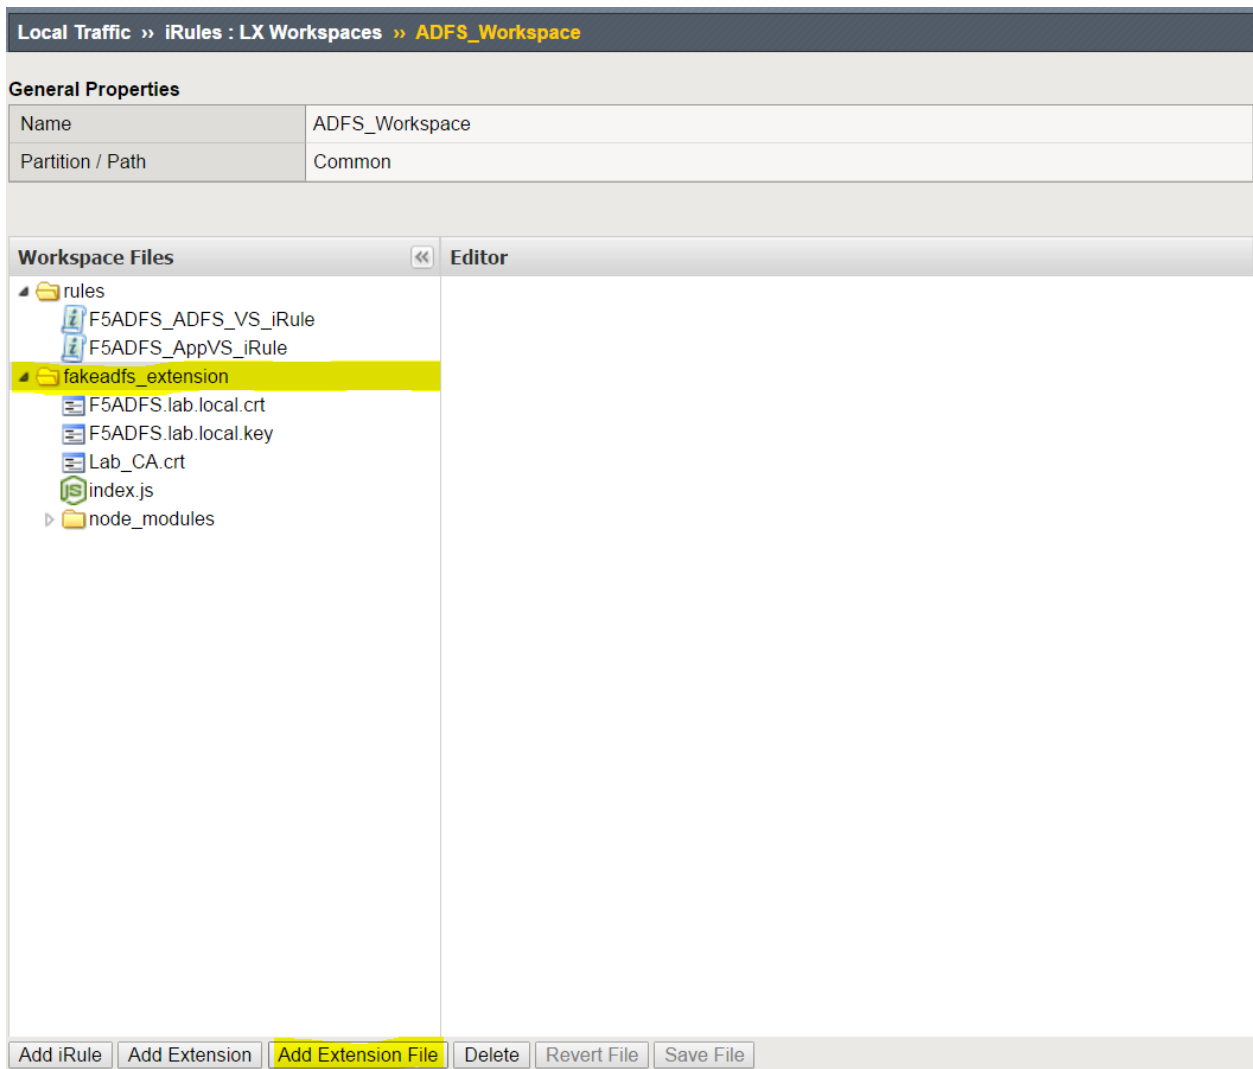 Local Traffic ›› iRules : LX Workspaces ›› ADFS_Workspace
General Properties
Name ADFS_Workspace
Partition / Path Common
Workspace Files Editor
rules
F5ADFS_ADFS_VS_iRule
F5ADFS_AppVS_iRule
fakeadfs_extension
F5ADFS.lab.local.crt
F5ADFS.lab.local.key
Lab_CA.crt
index.js
node_modules
Add iRule Add Extension Add Extension File Delete Revert File Save File